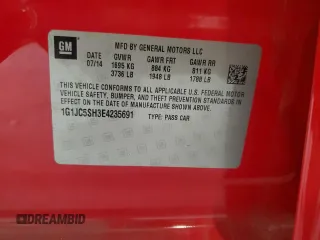 GM
MFD BY GENERAL MOTORS LLC
DATE GVWR GAWR FRT GAWR RR
07/14 1695 KG 884 KG 811 KG
3736 LB 1948 LB 1788 LB
THIS VEHICLE CONFORMS TO ALL APPLICABLE U.S. FEDERAL MOTOR
VEHICLE SAFETY, BUMPER, AND THEFT PREVENTION STANDARDS
IN EFFECT ON THE DATE OF MANUFACTURE SHOWN ABOVE.
1G1JC5SH3E4235691 TYPE: PASS CAR
©DREAMBID